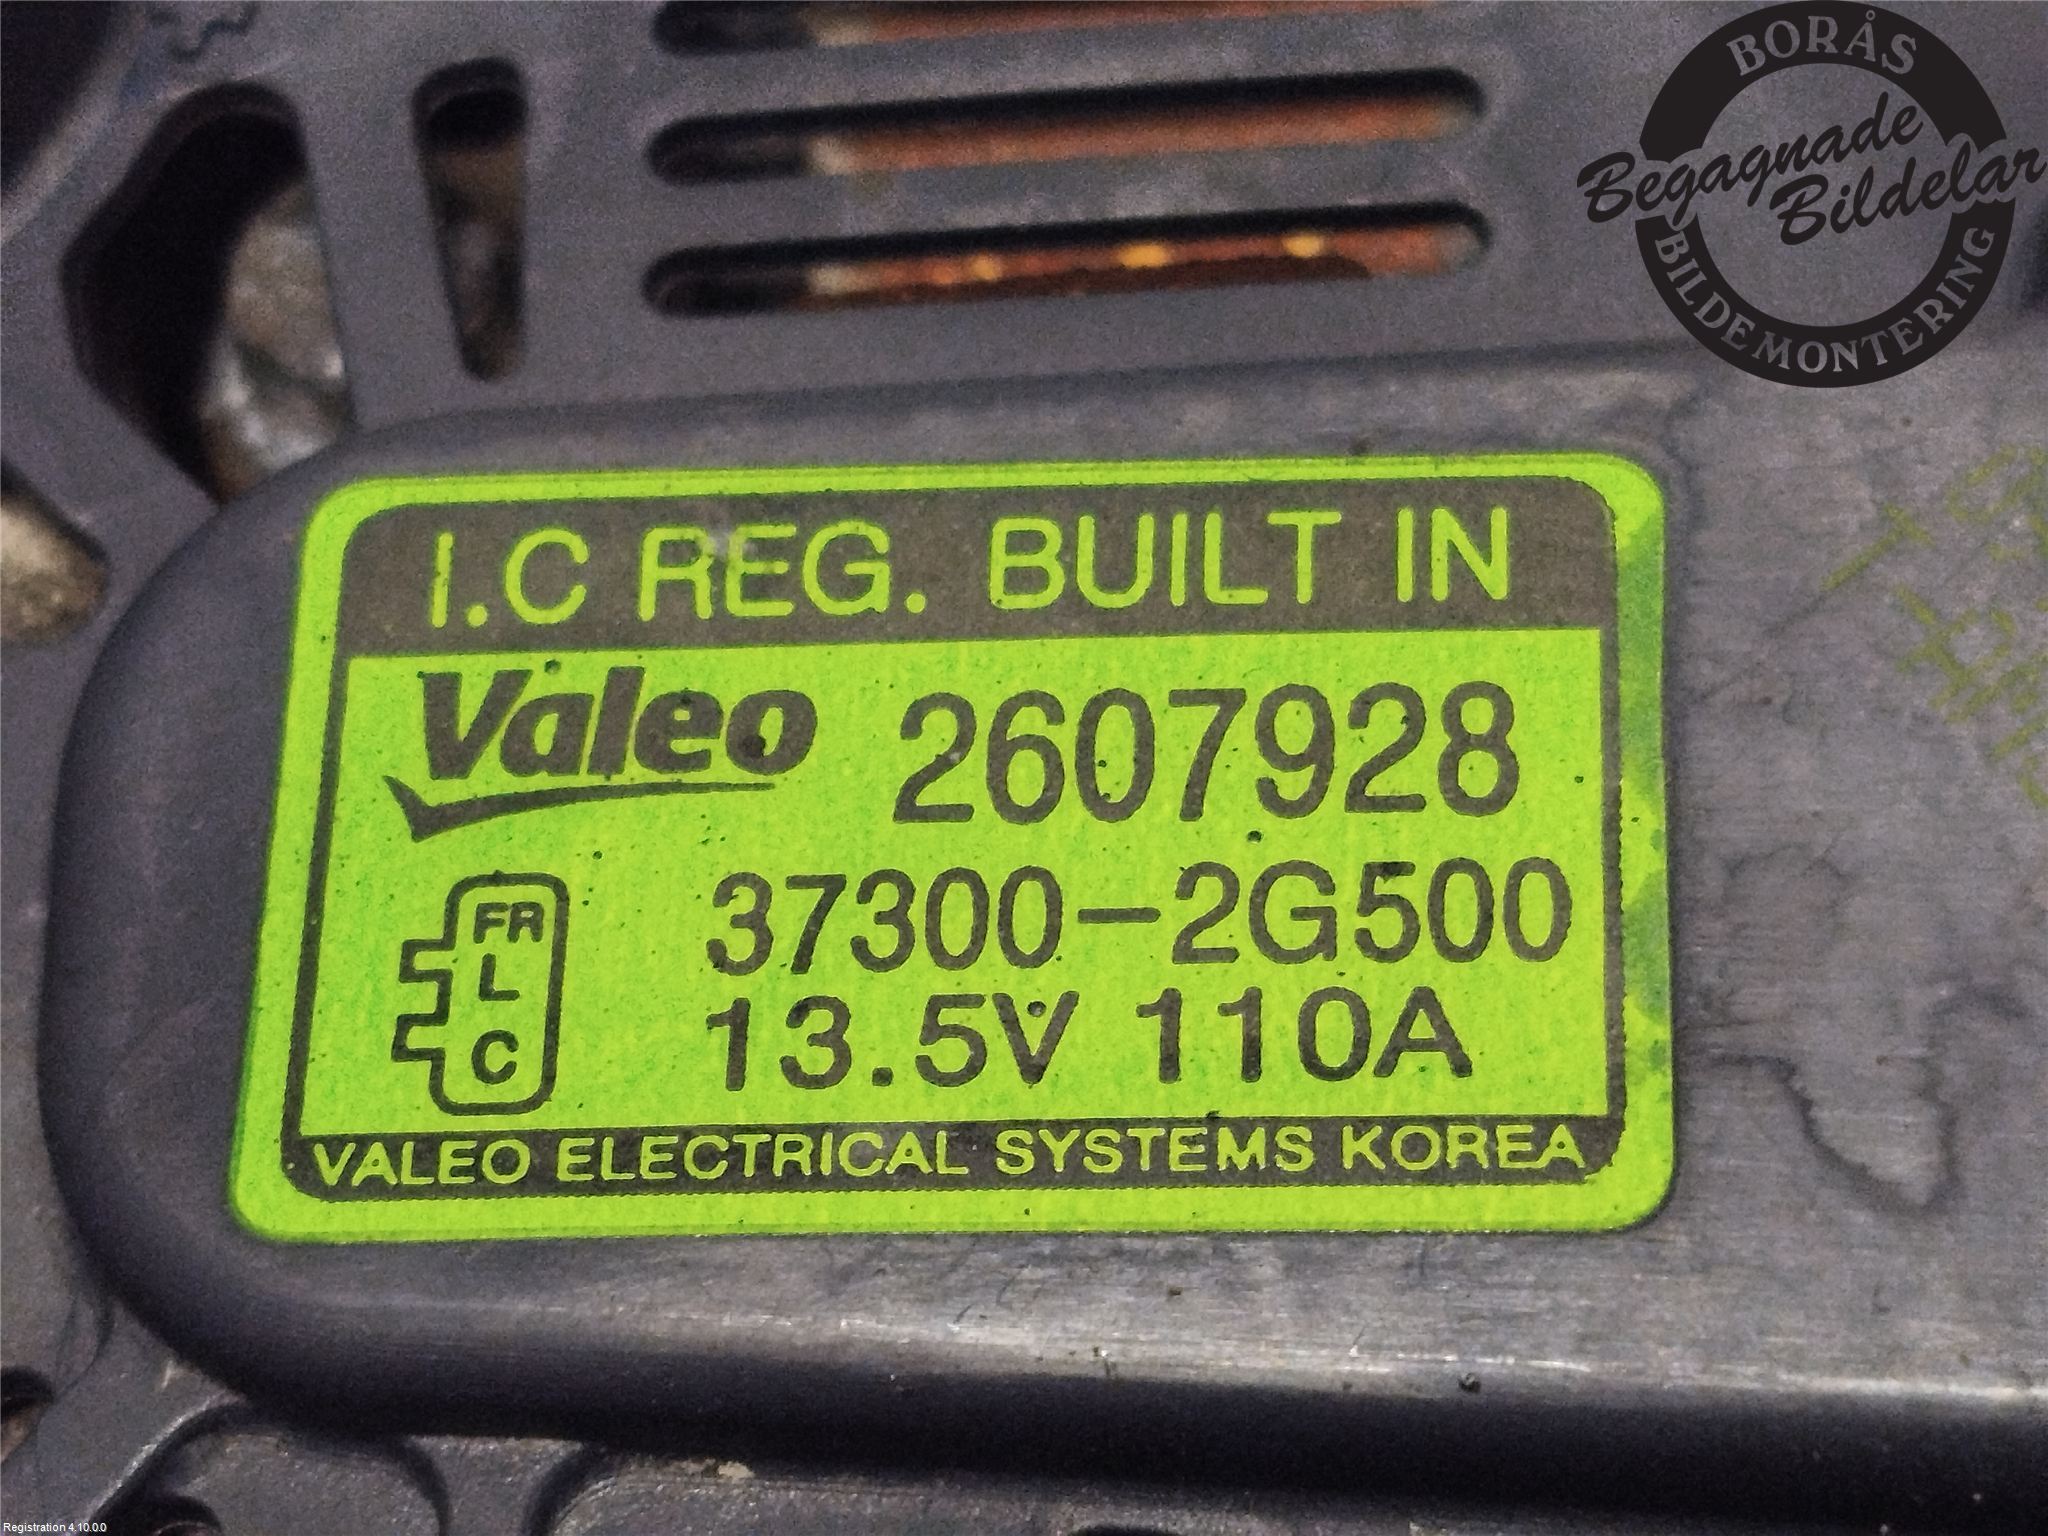 BORÅS
Begagnade
Bildelar
BILDEMONTERING
I.C REG. BUILT IN
Valeo 2607928
FR
L
C
37300-2G500
13.5V 110A
VALEO ELECTRICAL SYSTEMS KOREA
Registration 4.10.0.0